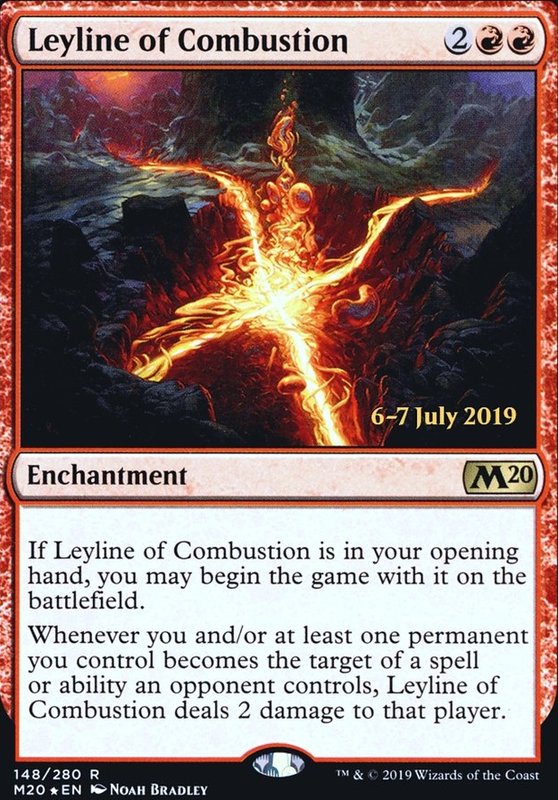 Leyline of Combustion 2
6–7 July 2019
Enchantment M20
If Leyline of Combustion is in your opening
hand, you may begin the game with it on the
battlefield.
Whenever you and/or at least one permanent
you control becomes the target of a spell
or ability an opponent controls, Leyline of
Combustion deals 2 damage to that player.
148/280 R
M20 ★ EN Noah Bradley
™ & © 2019 Wizards of the Coast